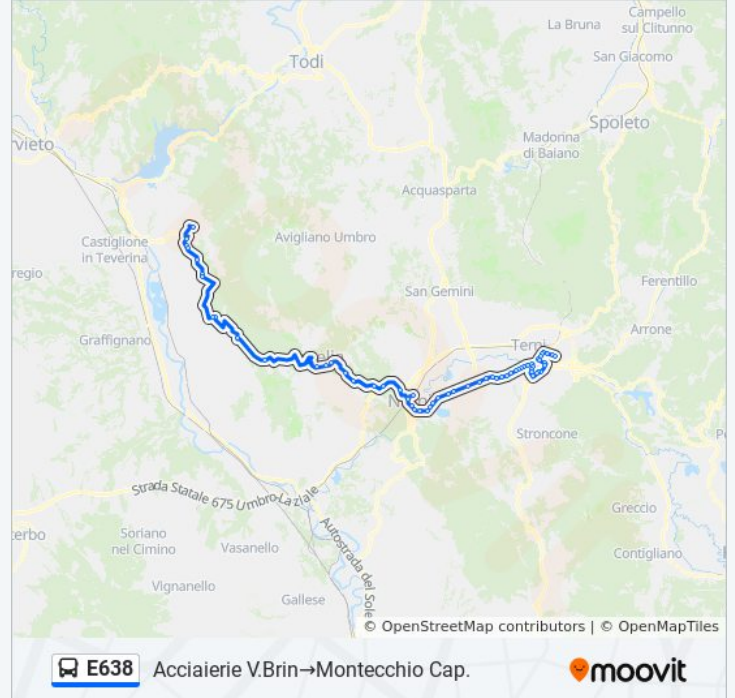 Campello
sul Clitunno
La Bruna
San Giacomo
Todi
Spoleto
Madonna
di Baiano
rvieto
Acquasparta
Castiglione
in Teverina
Avigliano Umbro
regio
Ferentillo
San Gemini
Arrone
Graffignano
Terni
Stroncone
Strada Statale 675 Umbro-Laziale
Greccio
erbo
Soriano
nel Cimino
Vasanello
Autostrada del Sole
Contigliano
Vignanello
Gallese
© OpenStreetMap contributors | © OpenMapTiles
E638 Acciaierie V.Brin→Montecchio Cap.
moovit